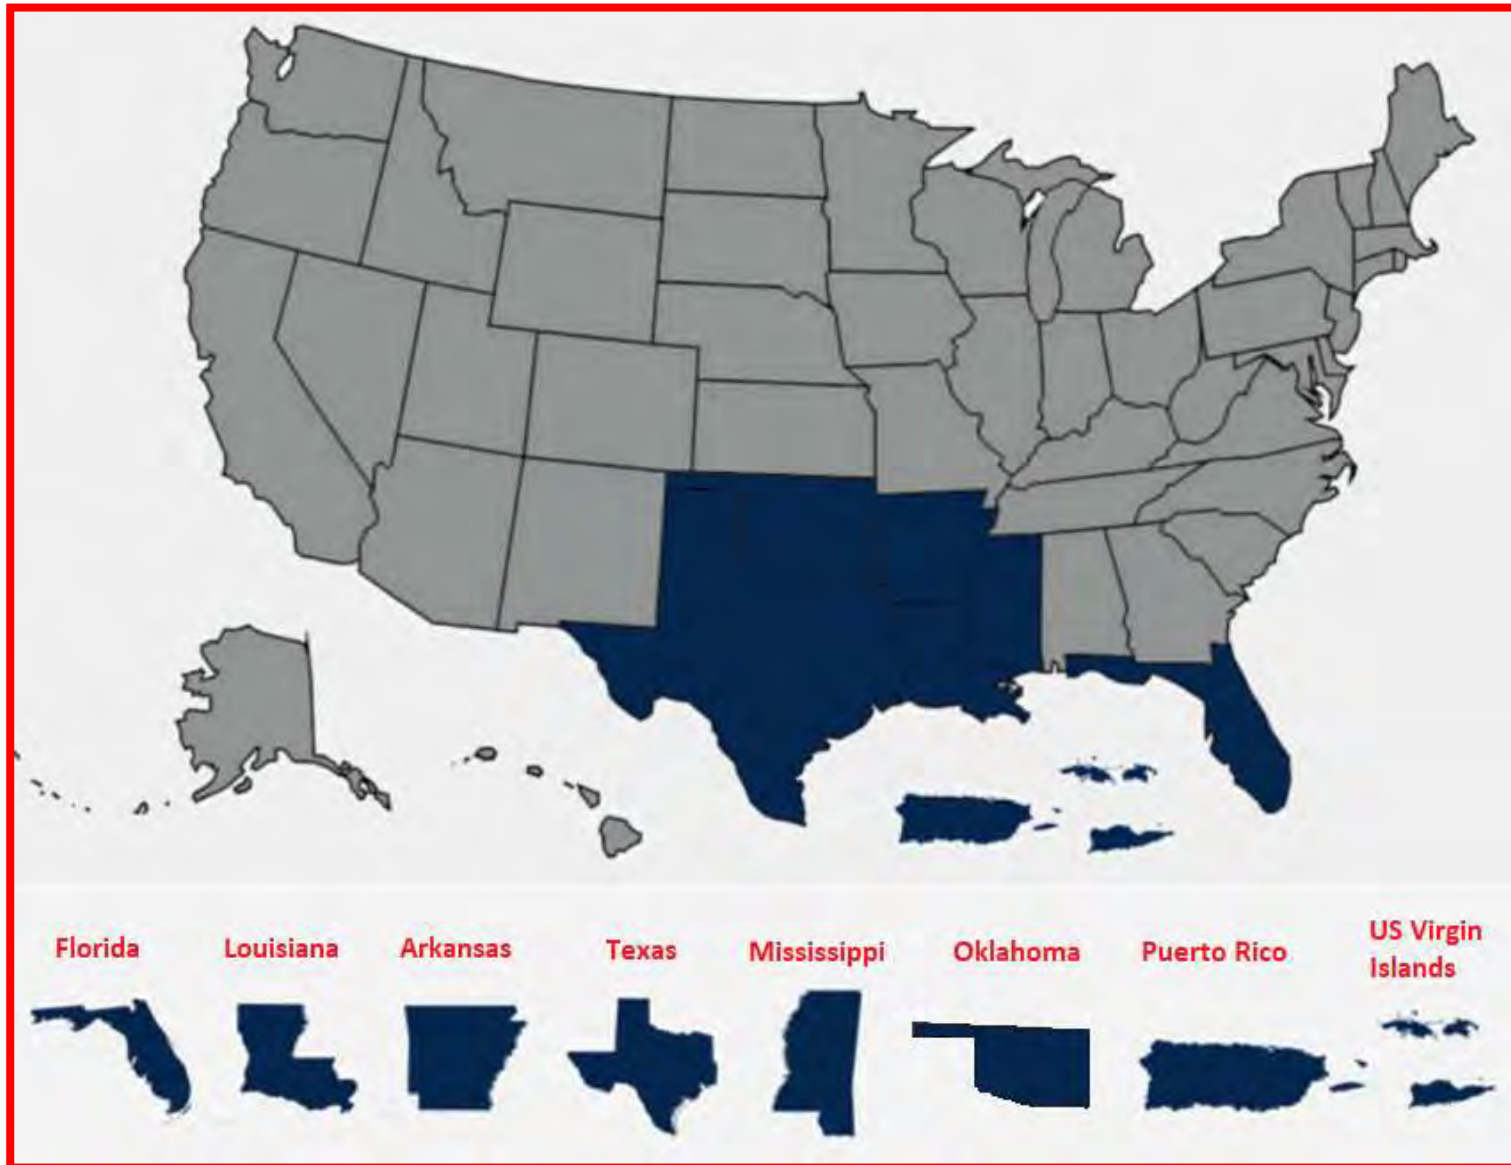 Florida
Louisiana
Arkansas
Texas
Mississippi
Oklahoma
Puerto Rico
US Virgin
Islands